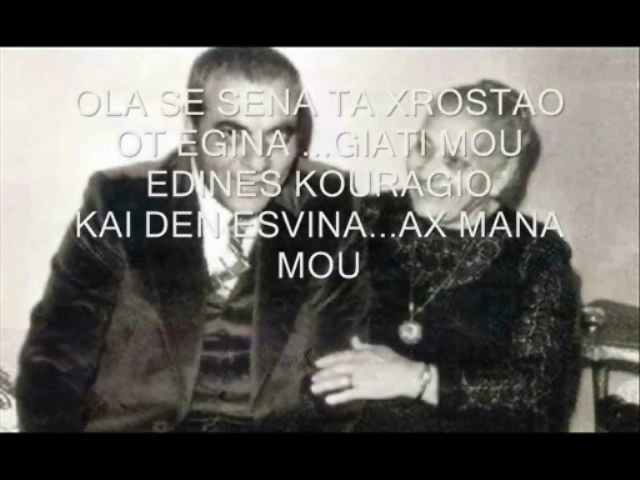 OLA SE SENA TA XROSTAO
OT EGINA ...GIATI MOU
EDINES KOURAGIO
KAI DEN ESVINA...AX MANA
MOU